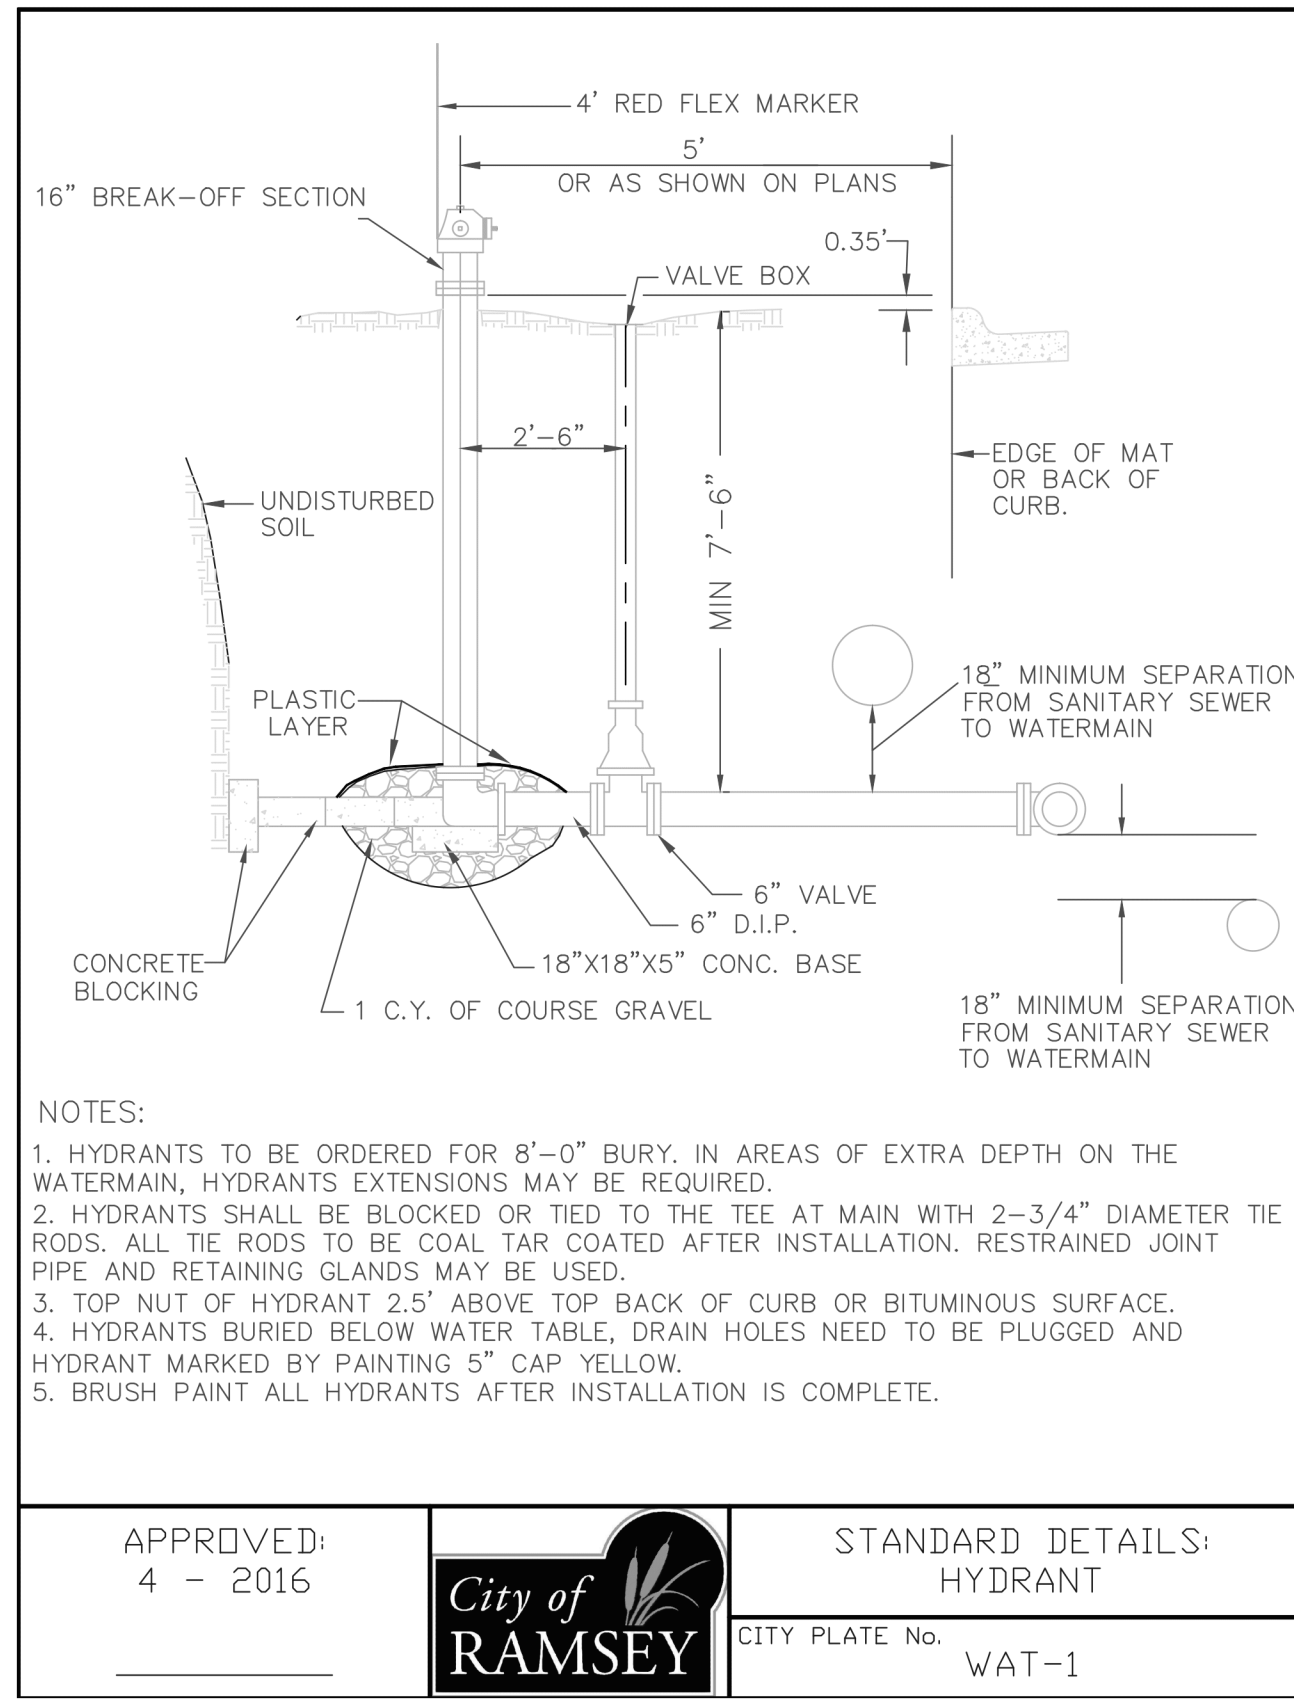 4' RED FLEX MARKER
5'
OR AS SHOWN ON PLANS
16" BREAK-OFF SECTION
0.35'
VALVE BOX
2'-6"
EDGE OF MAT
OR BACK OF
CURB.
UNDISTURBED
SOIL
MIN 7'-6"
18" MINIMUM SEPARATION
FROM SANITARY SEWER
TO WATERMAIN
PLASTIC
LAYER
6" VALVE
6" D.I.P.
CONCRETE
BLOCKING
18"X18"X5" CONC. BASE
1 C.Y. OF COURSE GRAVEL
18" MINIMUM SEPARATION
FROM SANITARY SEWER
TO WATERMAIN
NOTES:
1. HYDRANTS TO BE ORDERED FOR 8'-0" BURY. IN AREAS OF EXTRA DEPTH ON THE
WATERMAIN, HYDRANTS EXTENSIONS MAY BE REQUIRED.
2. HYDRANTS SHALL BE BLOCKED OR TIED TO THE TEE AT MAIN WITH 2-3/4" DIAMETER TIE
RODS. ALL TIE RODS TO BE COAL TAR COATED AFTER INSTALLATION. RESTRAINED JOINT
PIPE AND RETAINING GLANDS MAY BE USED.
3. TOP NUT OF HYDRANT 2.5' ABOVE TOP BACK OF CURB OR BITUMINOUS SURFACE.
4. HYDRANTS BURIED BELOW WATER TABLE, DRAIN HOLES NEED TO BE PLUGGED AND
HYDRANT MARKED BY PAINTING 5" CAP YELLOW.
5. BRUSH PAINT ALL HYDRANTS AFTER INSTALLATION IS COMPLETE.
APPROVED:
4 - 2016
City of
RAMSEY
STANDARD DETAILS:
HYDRANT
CITY PLATE No.
WAT-1